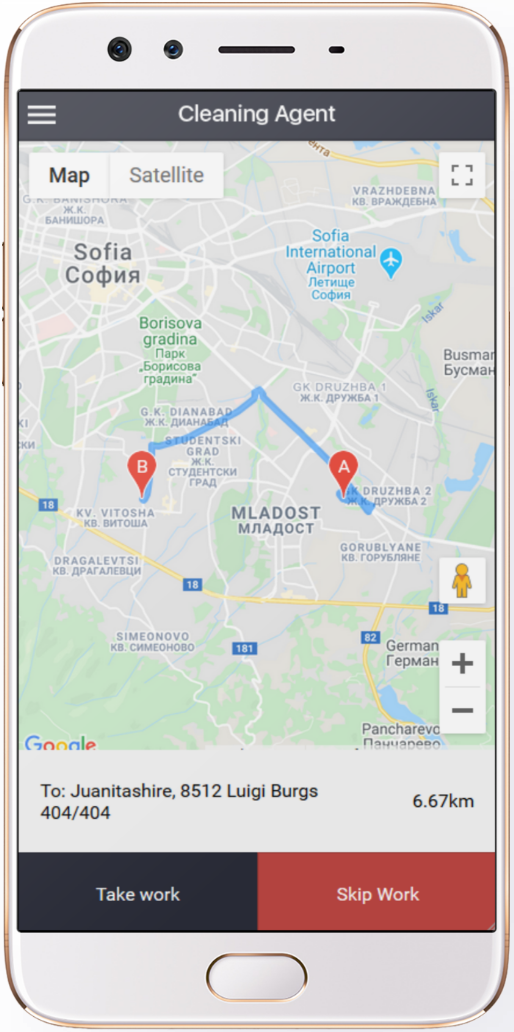 Cleaning Agent
Map
Satellite
VRAZHDEBNA
КВ. ВРАЖДЕБНА
Ж.К.
БАНИШОРА
Sofia
София
Sofia
International
Airport
Летище
София
Iskar
Borisova
gradina
Парк
„Борисова
градина“
Busmar
Бусман
GK DRUZHBA 1
Ж.К. ДРУЖБА 1
Iskar
G.K. DIANABAD
Ж.К. ДИАНАБАД
STUDENTSKI
GRAD
Ж.К.
СТУДЕНТСКИ
ГРАД
B
A
GK DRUZHBA 2
Ж.К. ДРУЖБА 2
18
KV. VITOSHA
КВ. ВИТОША
MLADOST
МЛАДОСТ
GORUBLYANE
КВ. ГОРУБЛЯНЕ
DRAGALEVTSI
КВ. ДРАГАЛЕВЦИ
18
18
SIMEONOVO
КВ. СИМЕОНОВО
181
82
German
Герман
+
−
Pancharevo
Панчарево
Google
To: Juanitashire, 8512 Luigi Burgs
404/404
6.67km
Take work
Skip Work